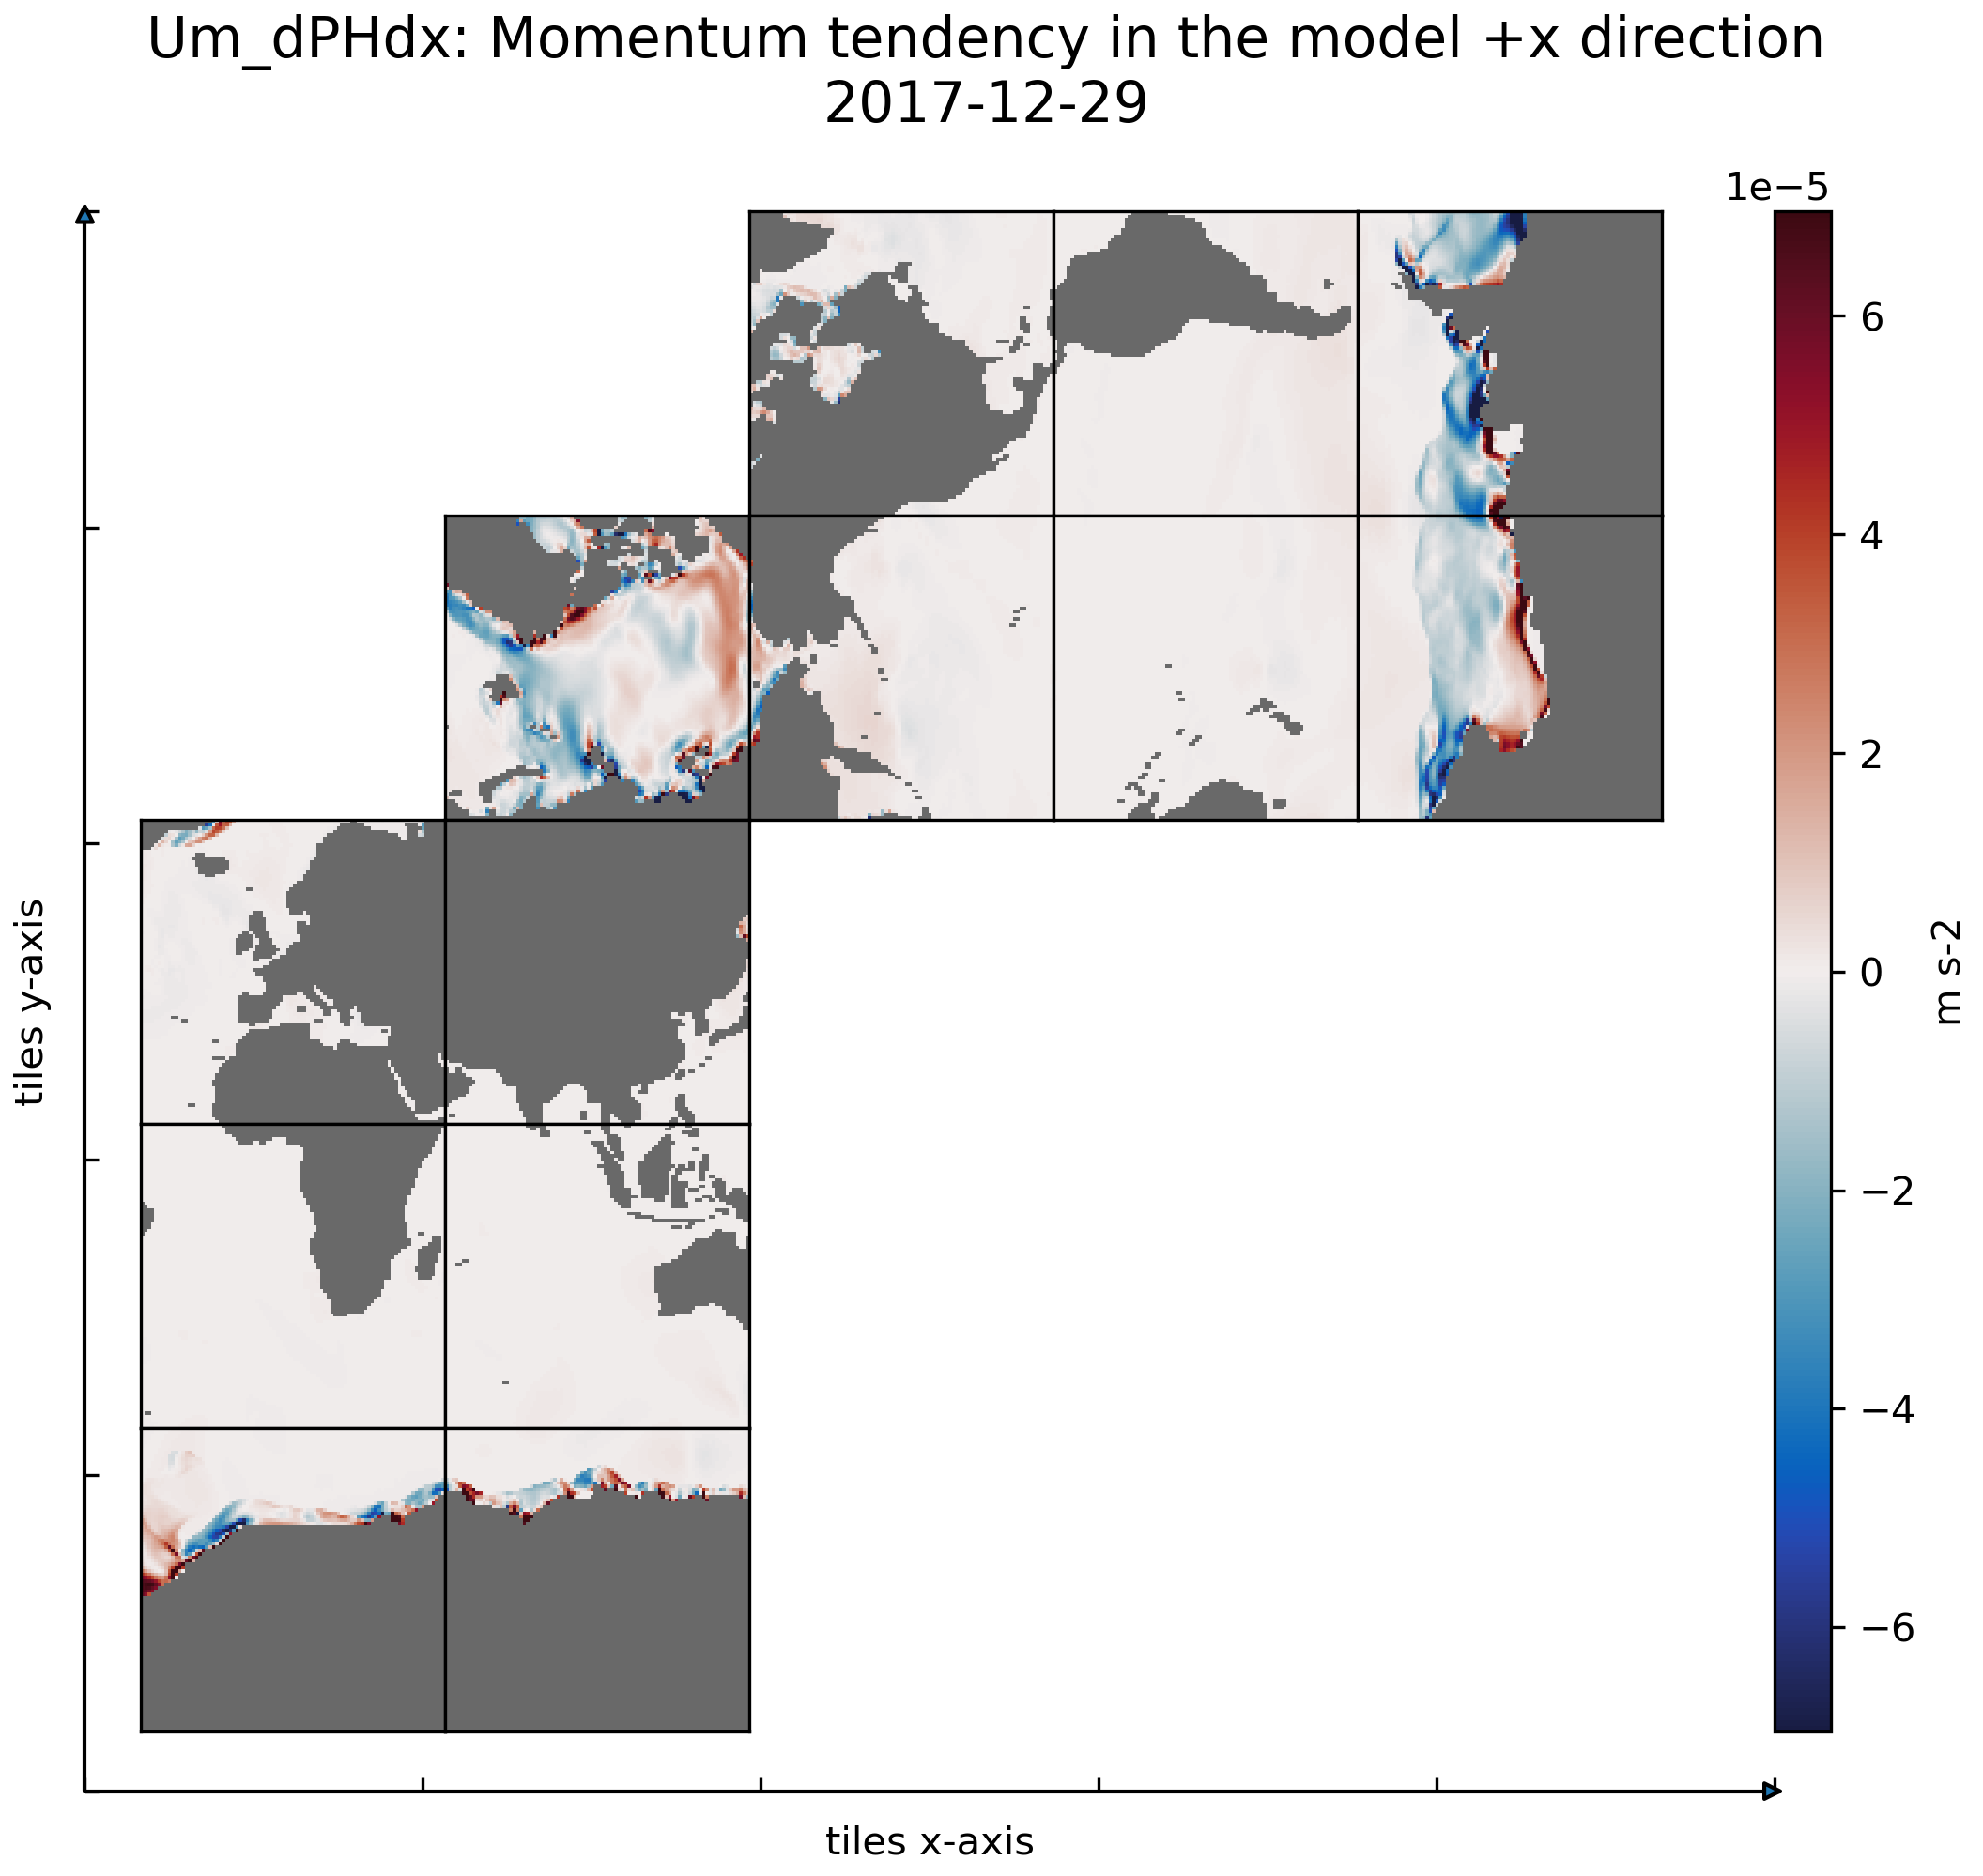 Um_dPHdx: Momentum tendency in the model +x direction
2017-12-29
1e−5
6
4
2
0
−2
−4
−6
m s-2
tiles y-axis
tiles x-axis